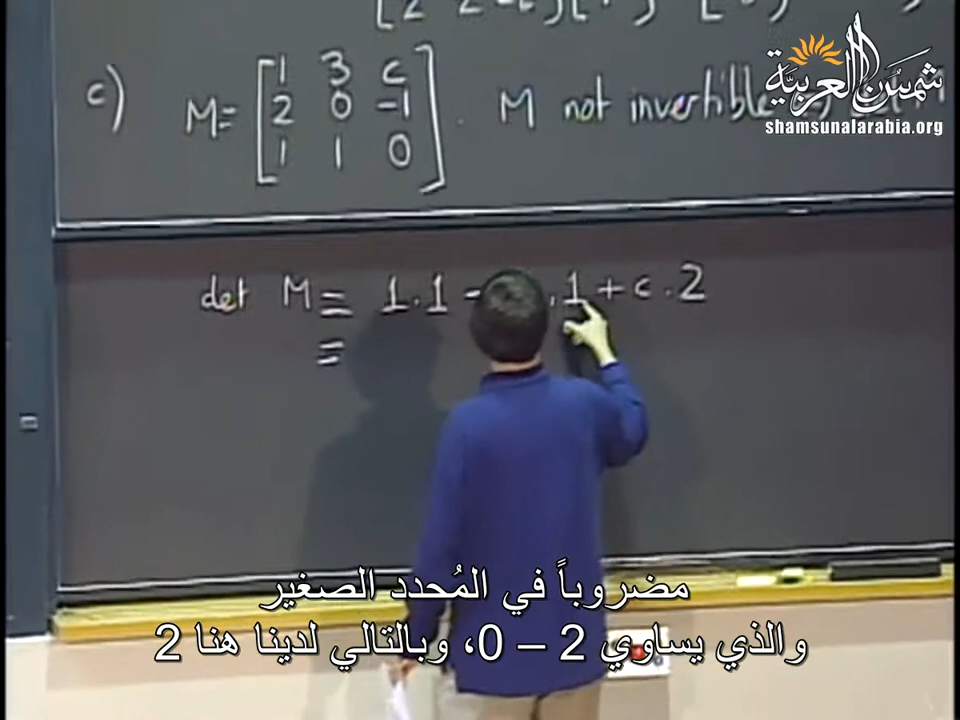 شمس العربية
shamsunalarabia.org
c) M = [1 3 c
2 0 -1 . M not invertible
1 1 0]
det M = 1.1 - .1 + c.2
=
مضروباً في المُحدد الصغير
والذي يساوي 2 – 0، وبالتالي لدينا هنا 2